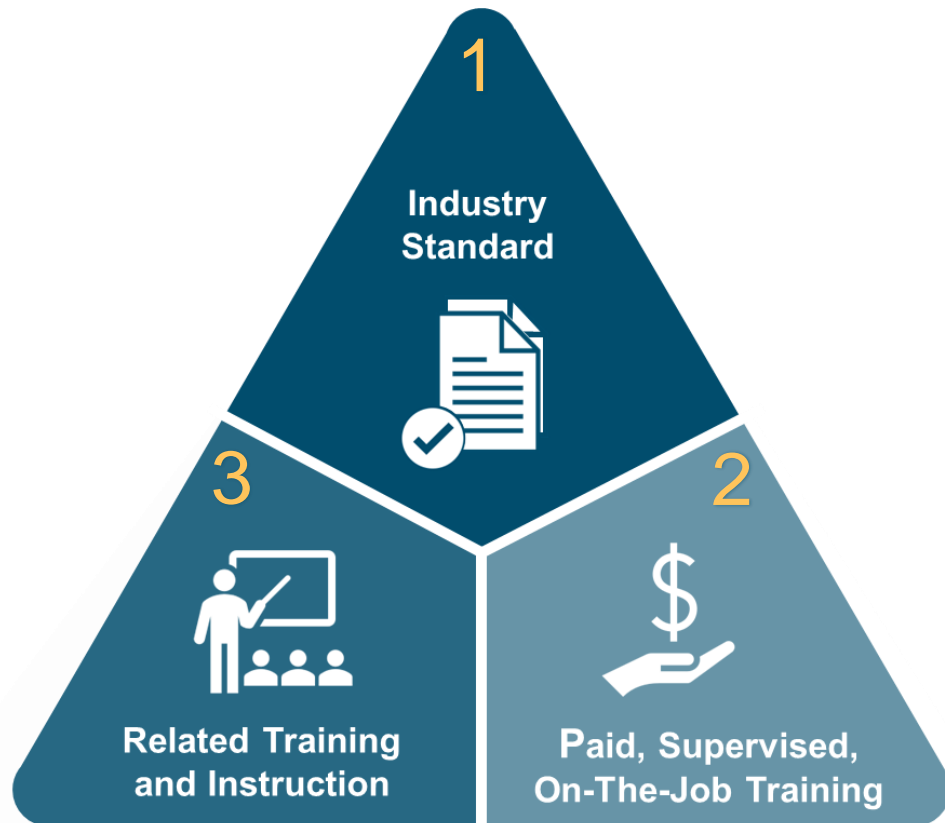 1
Industry
Standard
2
Paid, Supervised,
On-The-Job Training
3
Related Training
and Instruction